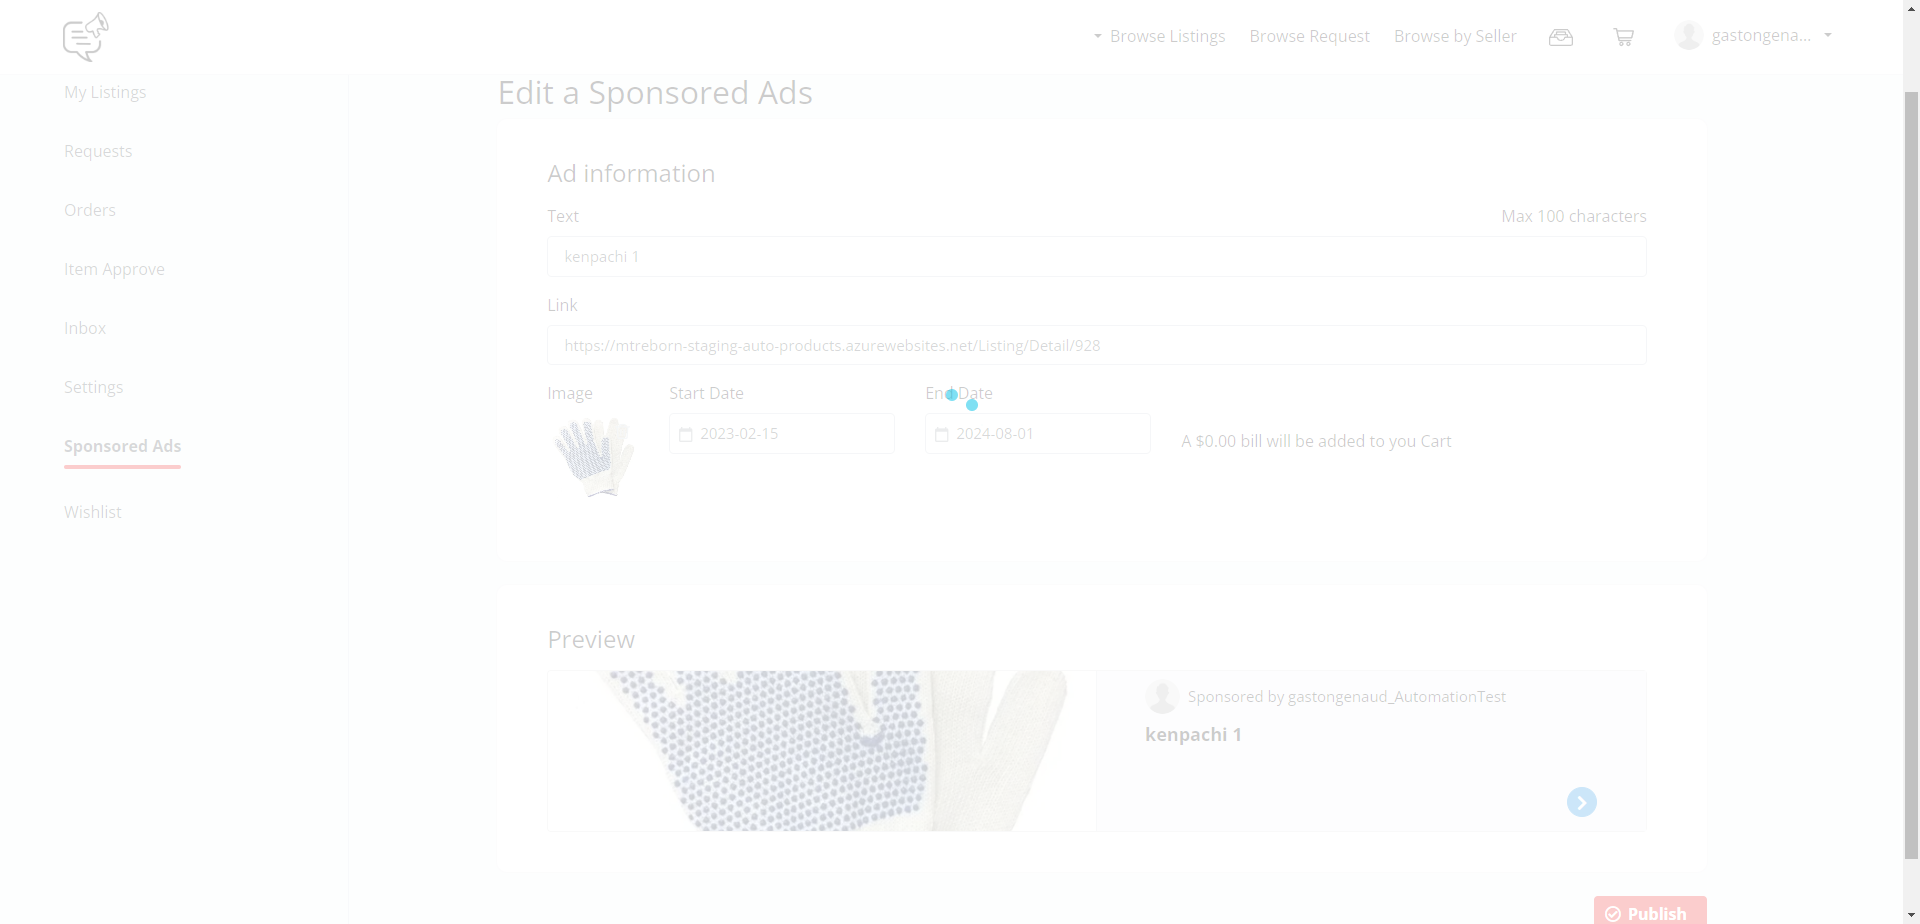 Browse Listings Browse Request Browse by Seller gastongena...
My Listings
Requests
Orders
Item Approve
Inbox
Settings
Sponsored Ads
Wishlist
Edit a Sponsored Ads
Ad information
Text Max 100 characters
kenpachi 1
Link
https://mtreborn-staging-auto-products.azurewebsites.net/Listing/Detail/928
Image Start Date End Date
2023-02-15 2024-08-01
A $0.00 bill will be added to you Cart
Preview
Sponsored by gastongenaud_AutomationTest
kenpachi 1
Publish